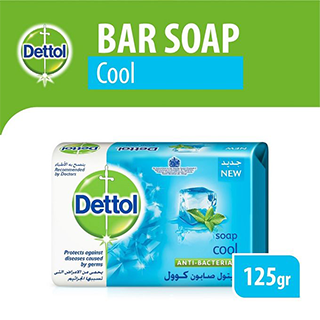 Dettol
BAR SOAP
Cool
ينصح به الأطباء
Recommended
by Doctors
جديد
NEW
NEW
Dettol
soap
cool
ANTI-BACTERIAL
ديتول صابون كوول
Protects against
diseases caused
by germs
يحمي من الأمراض التي
تسببها الجراثيم
125gr